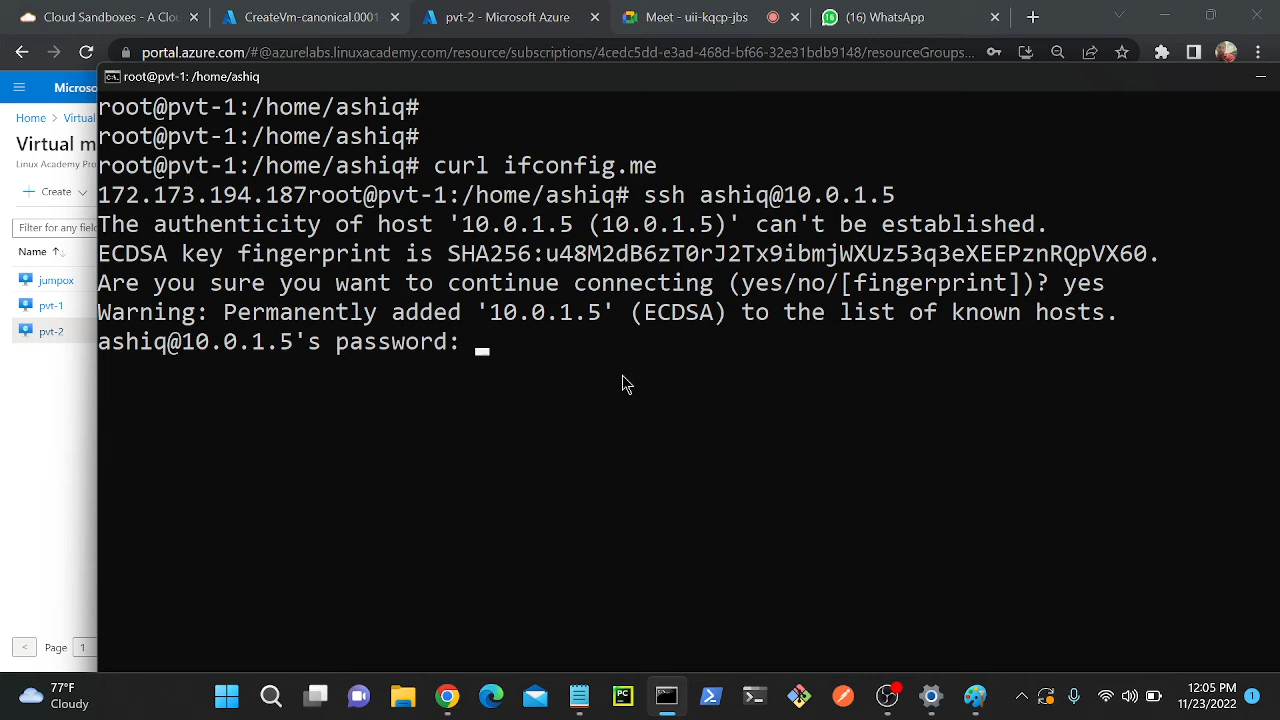 Cloud Sandboxes - A Clou
CreateVm-canonical.0001
pvt-2 - Microsoft Azure
Meet - uii-kqqr-jbs
(16) WhatsApp
portal.azure.com/#@azurelabs.linuxacademy.com/resource/subscriptions/4cedc5dd-e3ad-468d-bf66-32e31bdb9148/resourceGroups...
root@pvt-1: /home/ashiq
Microso
Home > Virtual
Virtual m
Linux Academy Pro
Create
Filter for any field
Name ↑
jumpox
pvt-1
pvt-2
root@pvt-1:/home/ashiq#
root@pvt-1:/home/ashiq#
root@pvt-1:/home/ashiq# curl ifconfig.me
172.173.194.187root@pvt-1:/home/ashiq# ssh ashiq@10.0.1.5
The authenticity of host '10.0.1.5 (10.0.1.5)' can't be established.
ECDSA key fingerprint is SHA256:u48M2dB6zT0rJ2Tx9ibmjWXUz53q3eXEEPznRQpVX60.
Are you sure you want to continue connecting (yes/no/[fingerprint])? yes
Warning: Permanently added '10.0.1.5' (ECDSA) to the list of known hosts.
ashiq@10.0.1.5's password:
< Page 1
77°F
Cloudy
PC
12:05 PM
11/23/2022
1